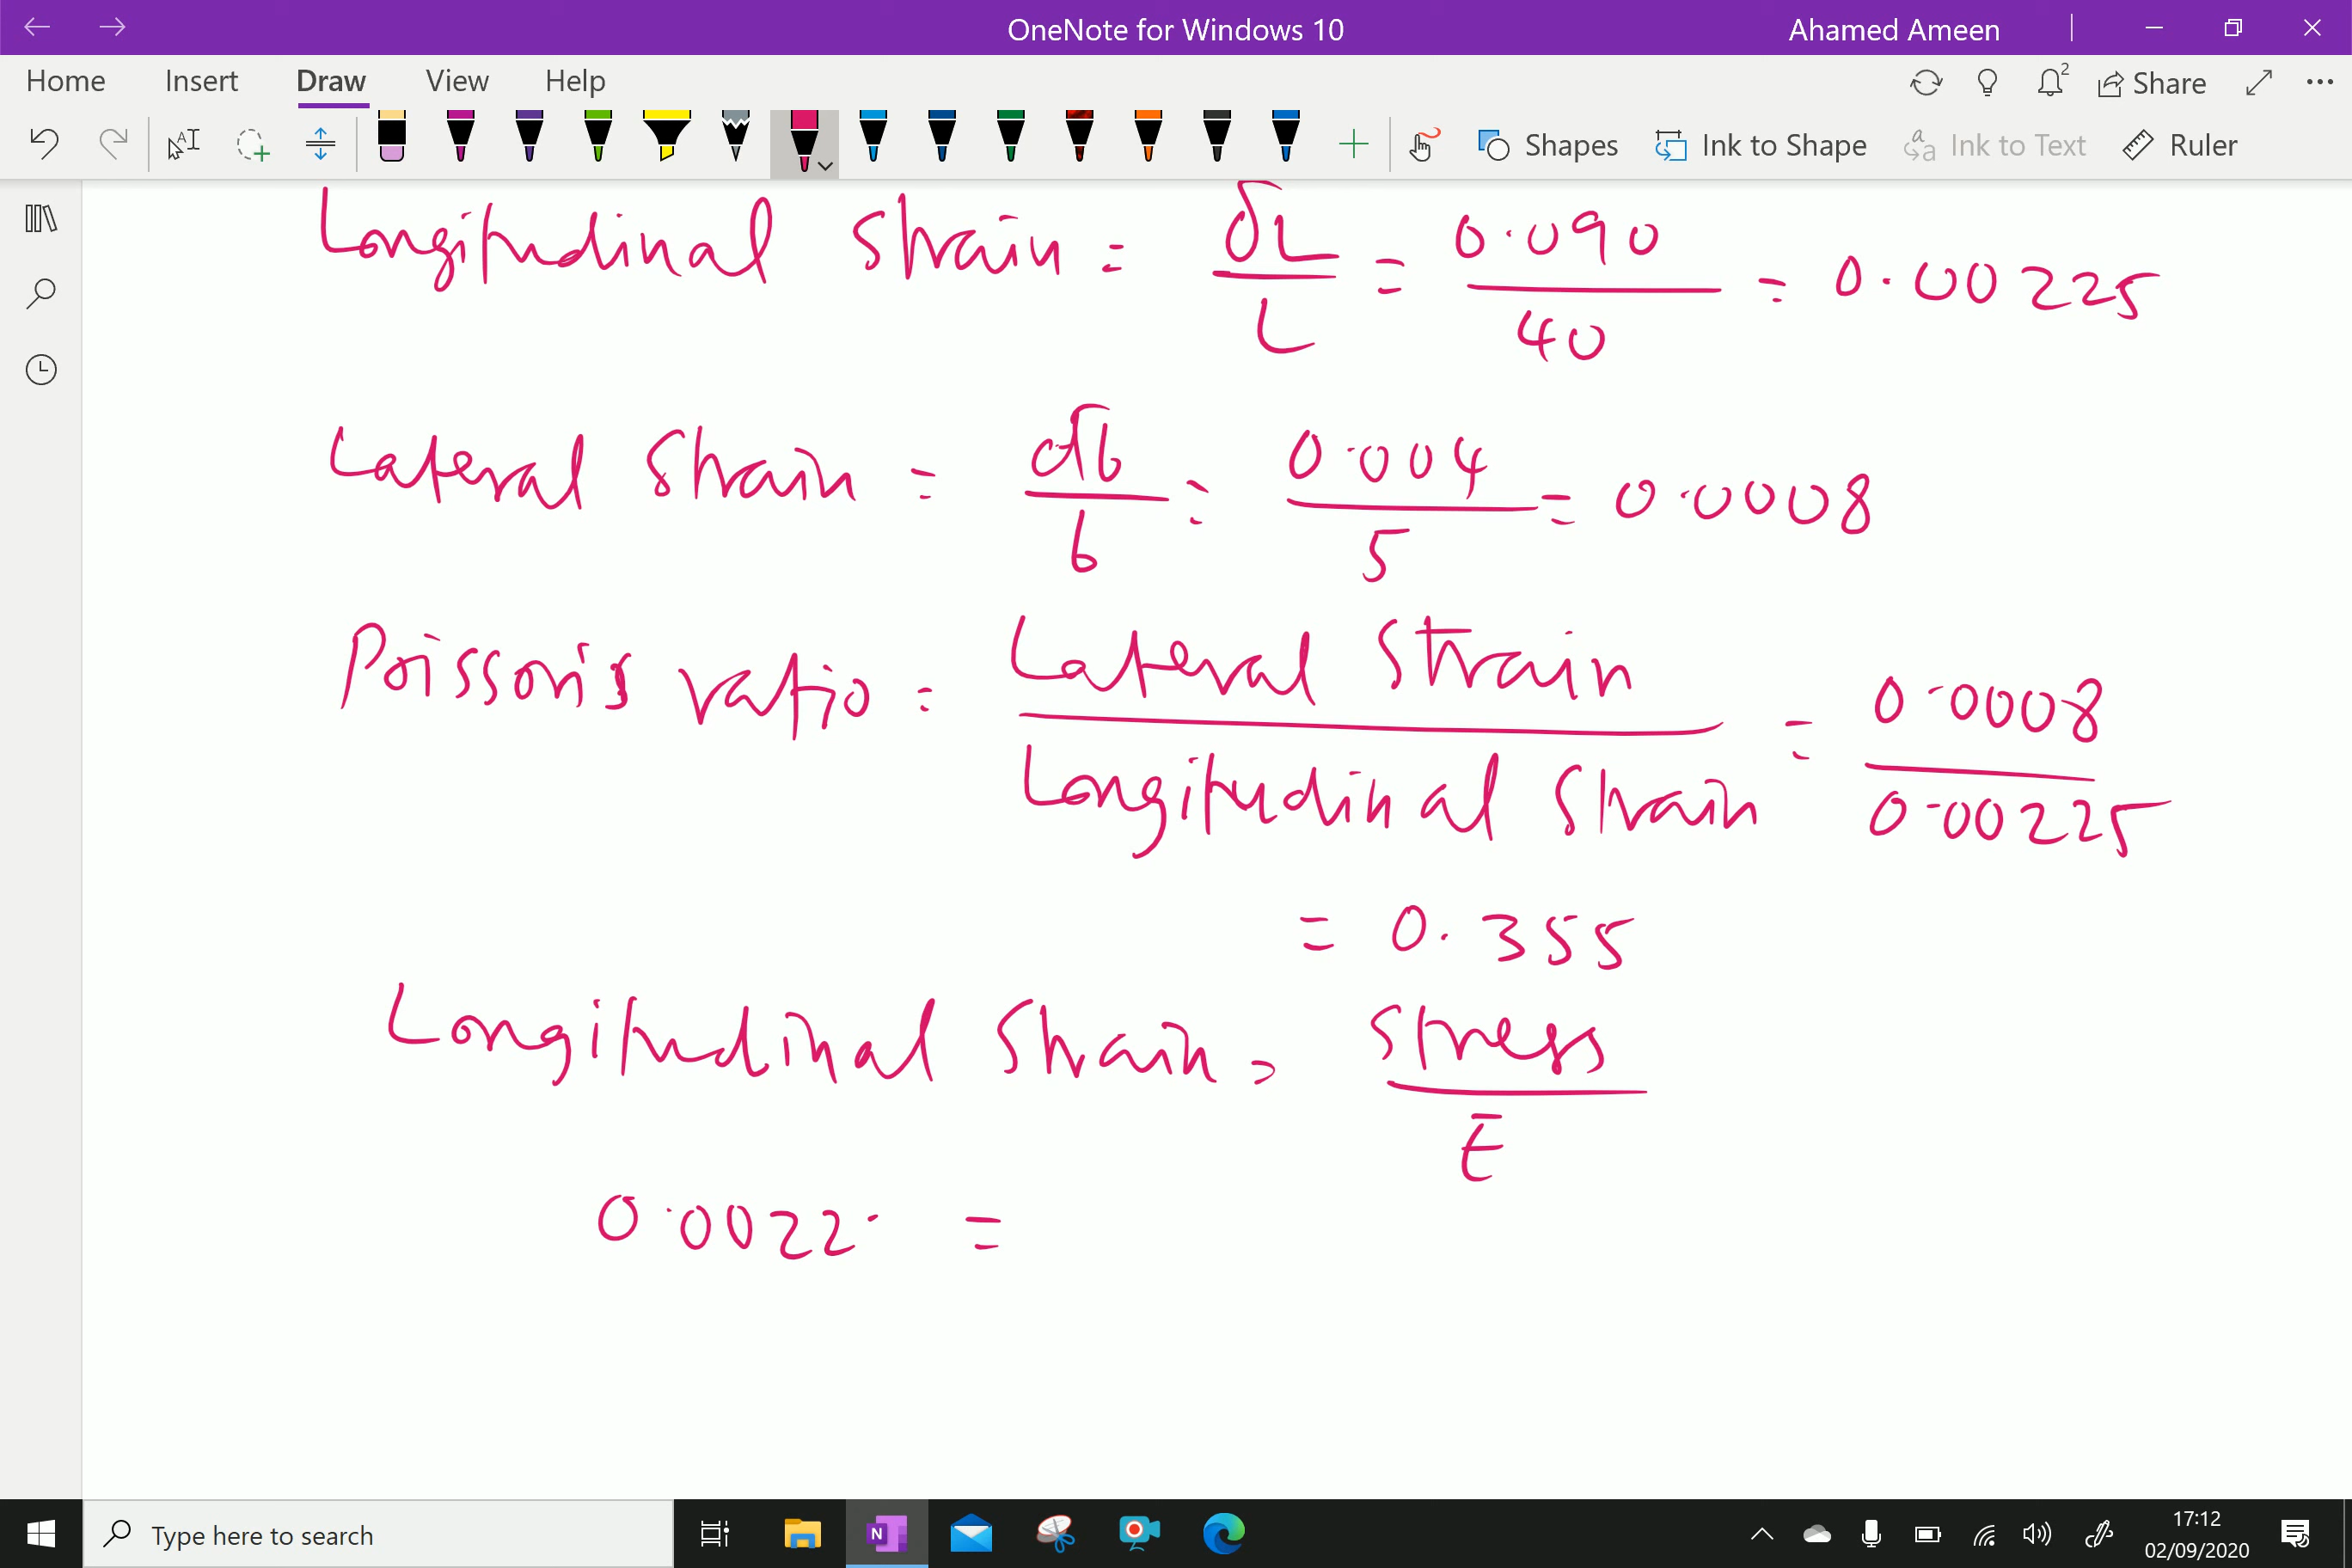 OneNote for Windows 10
Ahamed Ameen
Home Insert Draw View Help
2 Share
Shapes Ink to Shape Ink to Text Ruler
Longitudinal strain = δL / L = 0.090 / 40 = 0.00225
Lateral strain = δb / b = 0.004 / 5 = 0.0008
Poisson's ratio = Lateral strain / Longitudinal strain = 0.0008 / 0.00225
= 0.355
Longitudinal strain = stress / E
0.0022 =
Type here to search
17:12
02/09/2020